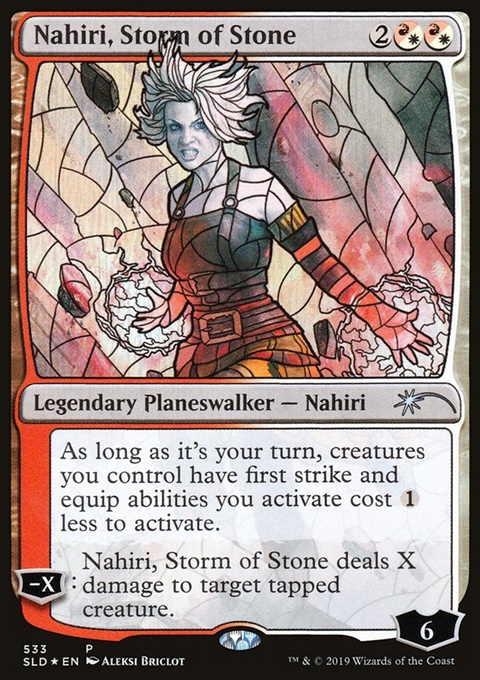 Nahiri, Storm of Stone 2
Legendary Planeswalker — Nahiri
As long as it's your turn, creatures
you control have first strike and
equip abilities you activate cost 1
less to activate.
−X: Nahiri, Storm of Stone deals X
damage to target tapped
creature.
6
533 P
SLD ★ EN Aleksi Briclot
™ & © 2019 Wizards of the Coast